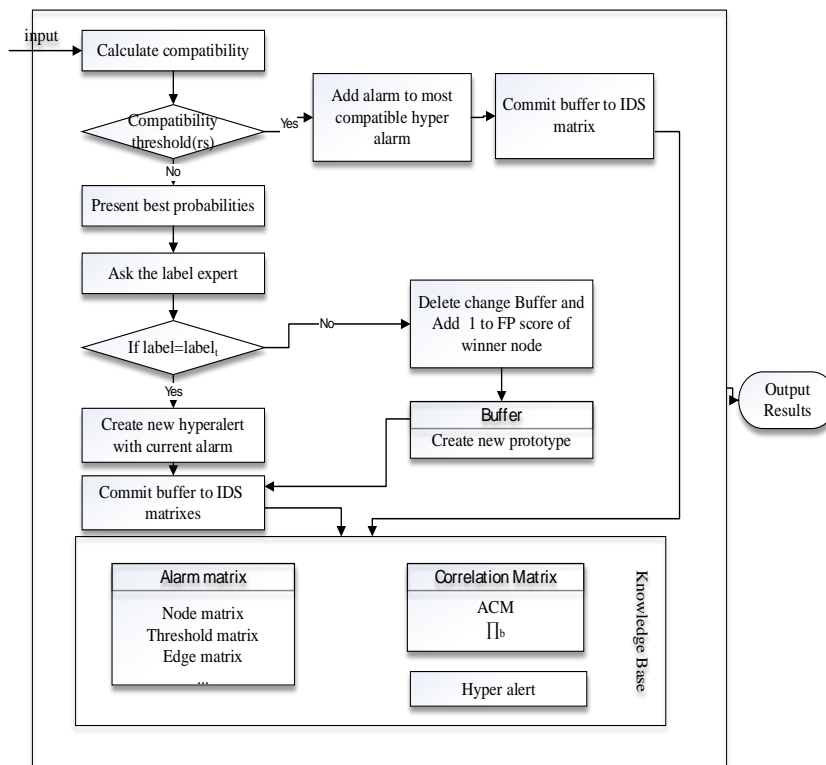 input
Calculate compatibility
Compatibility
threshold(rs)
Yes
Add alarm to most
compatible hyper
alarm
Commit buffer to IDS
matrix
No
Present best probabilities
Ask the label expert
If label=labelₜ
No
Delete change Buffer and
Add 1 to FP score of
winner node
Yes
Buffer
Create new prototype
Create new hyperalert
with current alarm
Commit buffer to IDS
matrixes
Output
Results
Alarm matrix
Node matrix
Threshold matrix
Edge matrix
...
Correlation Matrix
ACM
∏b
Hyper alert
Knowledge Base